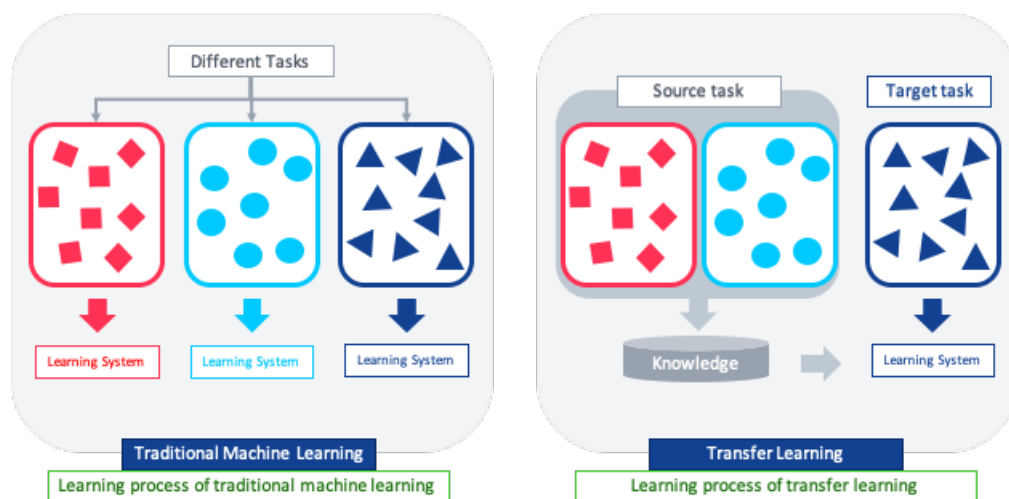 Different Tasks
Learning System
Learning System
Learning System
Traditional Machine Learning
Learning process of traditional machine learning
Source task
Target task
Knowledge
Learning System
Transfer Learning
Learning process of transfer learning